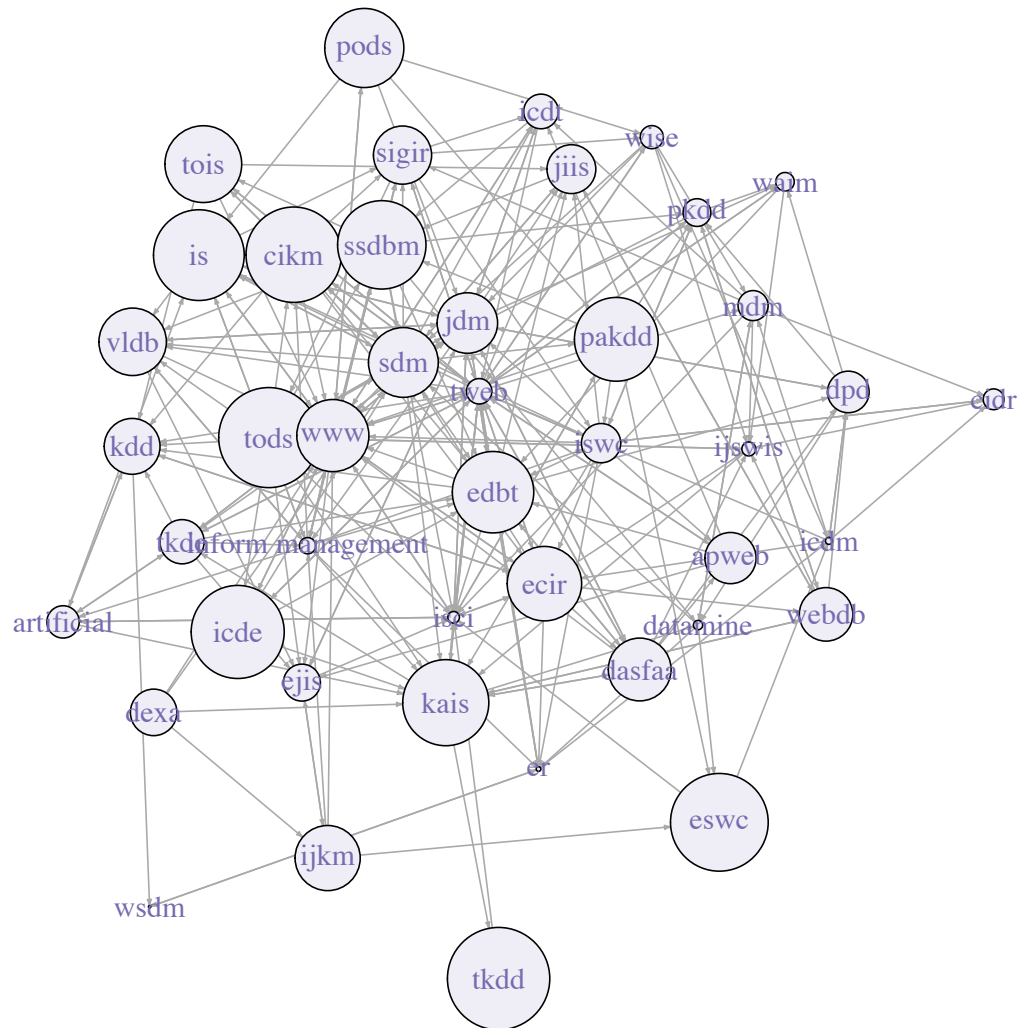 pods
icdt
wise
sigir
tois
jiis
waim
pkdd
ssdbm
is
cikm
mdm
jdm
vldb
pakdd
sdm
tweb
dpd
cidr
tods
www
kdd
iswc
ijswis
edbt
tkde
inform management
icdm
apweb
ecir
isci
artificial
icde
datamine
webdb
dasfaa
ejis
kais
dexa
er
eswc
ijkm
wsdm
tkdd